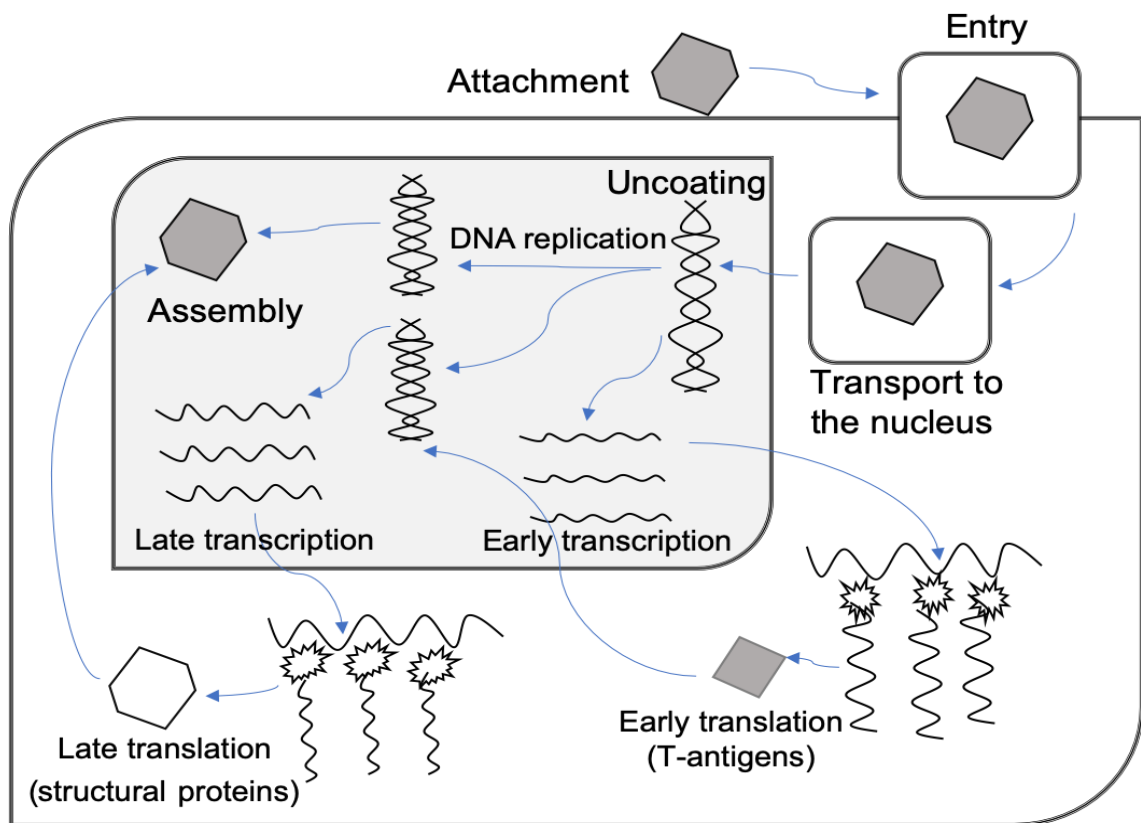 Entry
Attachment
Uncoating
DNA replication
Assembly
Transport to
the nucleus
Late transcription
Early transcription
Early translation
(T-antigens)
Late translation
(structural proteins)